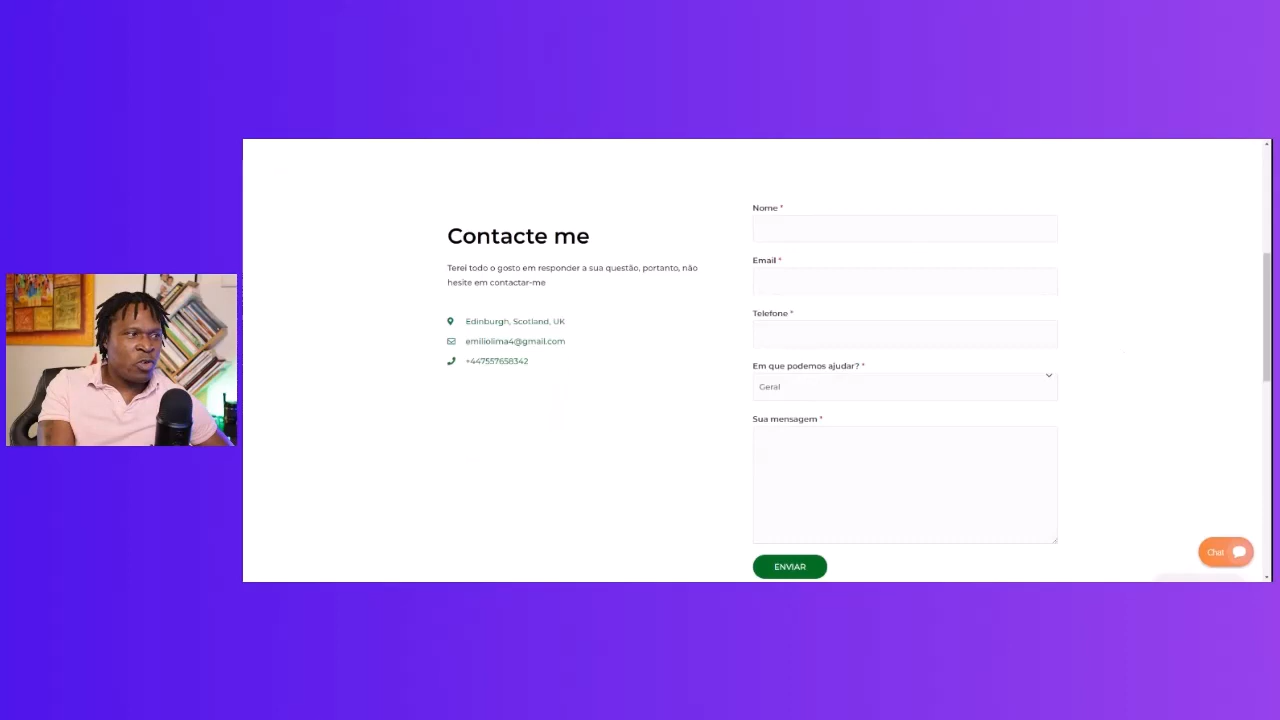 Contacte me
Terei todo o gosto em responder a sua questão, portanto, não
hesite em contactar-me
Edinburgh, Scotland, UK
emiliolima4@gmail.com
+447557658342
Nome *
Email *
Telefone *
Em que podemos ajudar? *
Geral
Sua mensagem *
ENVIAR
Chat